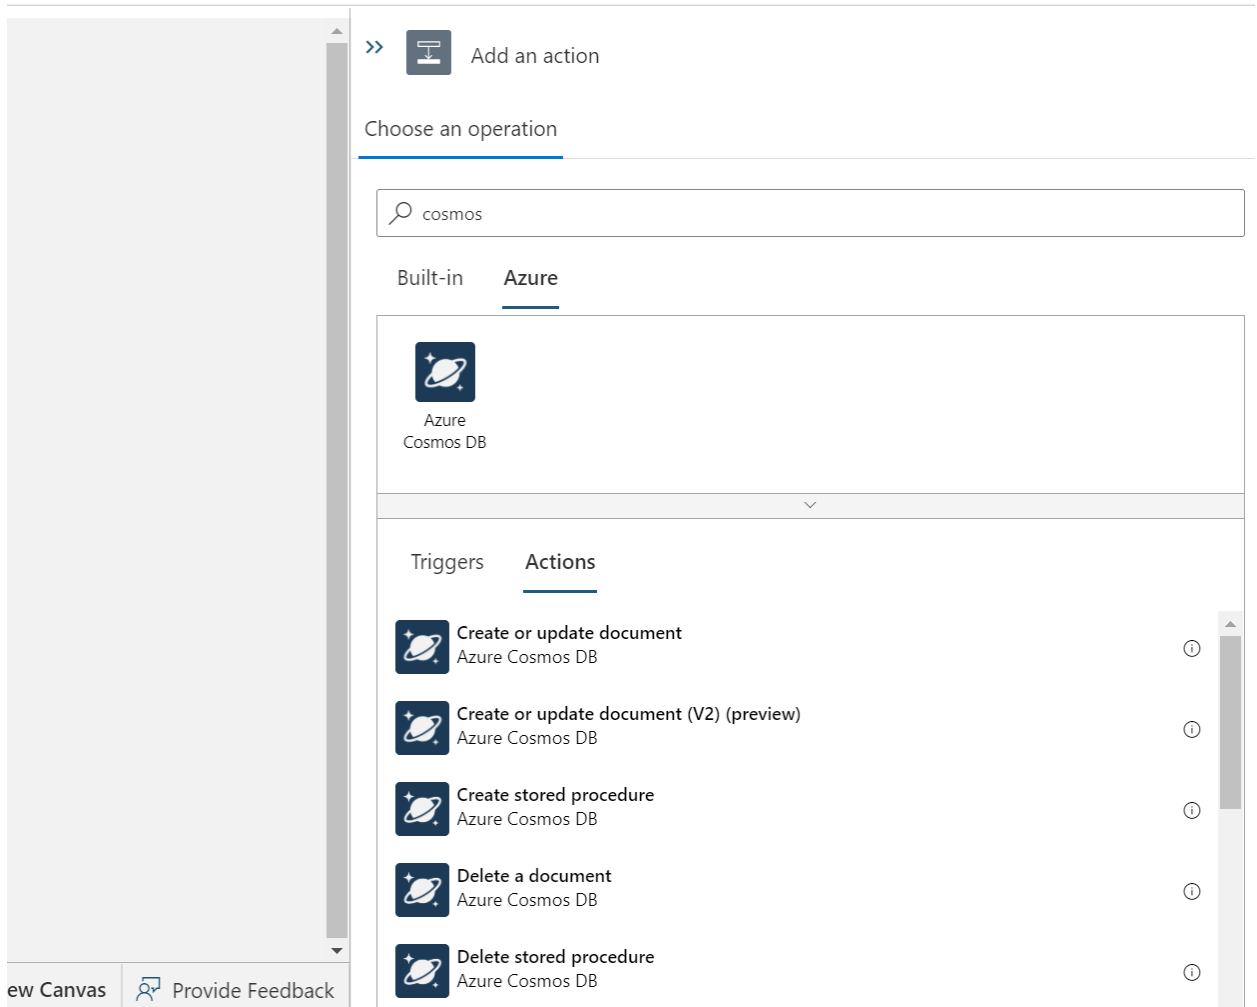 Add an action
Choose an operation
cosmos
Built-in Azure
Azure
Cosmos DB
Triggers Actions
Create or update document
Azure Cosmos DB
Create or update document (V2) (preview)
Azure Cosmos DB
Create stored procedure
Azure Cosmos DB
Delete a document
Azure Cosmos DB
Delete stored procedure
Azure Cosmos DB
ew Canvas Provide Feedback